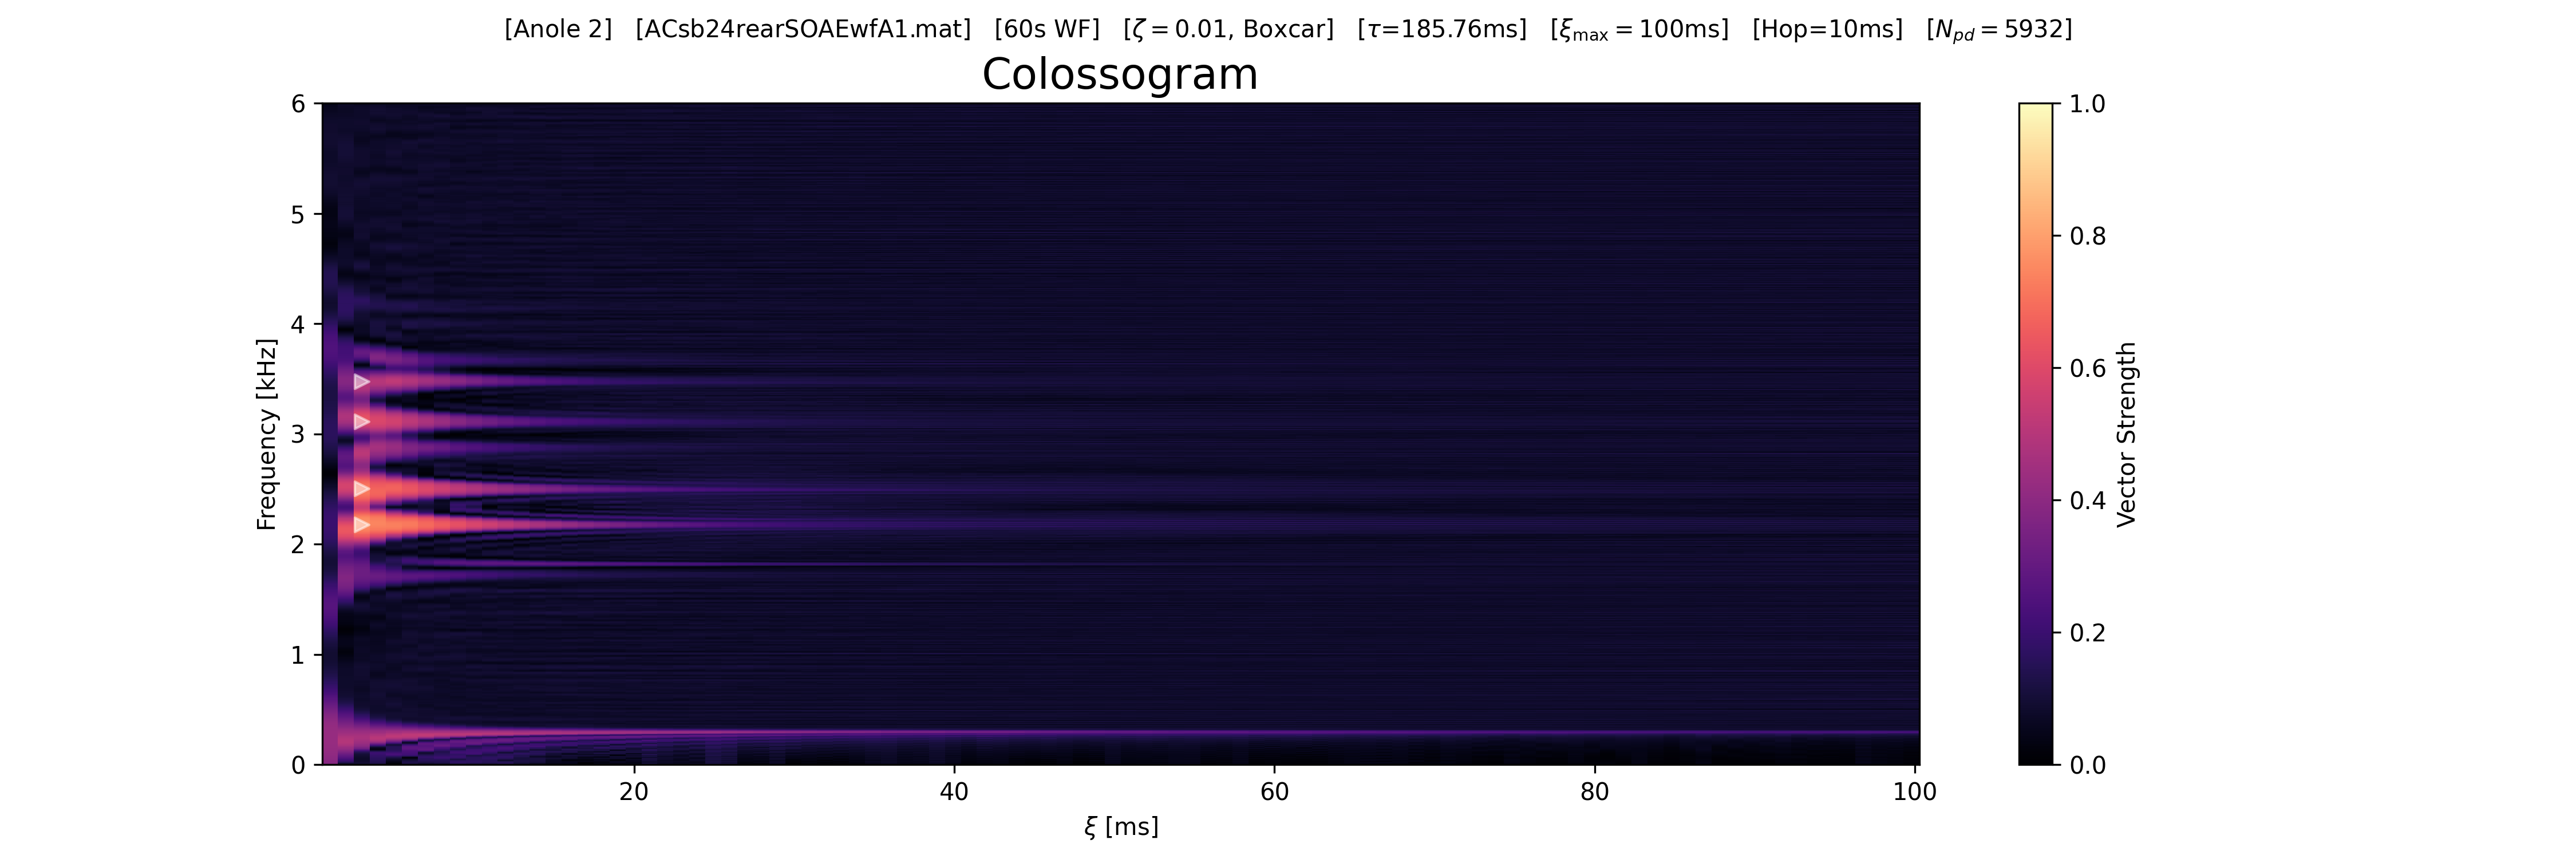 [Anole 2] [ACsb24rearSOAEwfA1.mat] [60s WF] [ζ = 0.01, Boxcar] [τ=185.76ms] [ξmax = 100ms] [Hop=10ms] [Npd = 5932]
Colossogram
Frequency [kHz]
6
5
4
3
2
1
0
20 40 60 80 100
ξ [ms]
1.0
0.8
0.6
0.4
0.2
0.0
Vector Strength